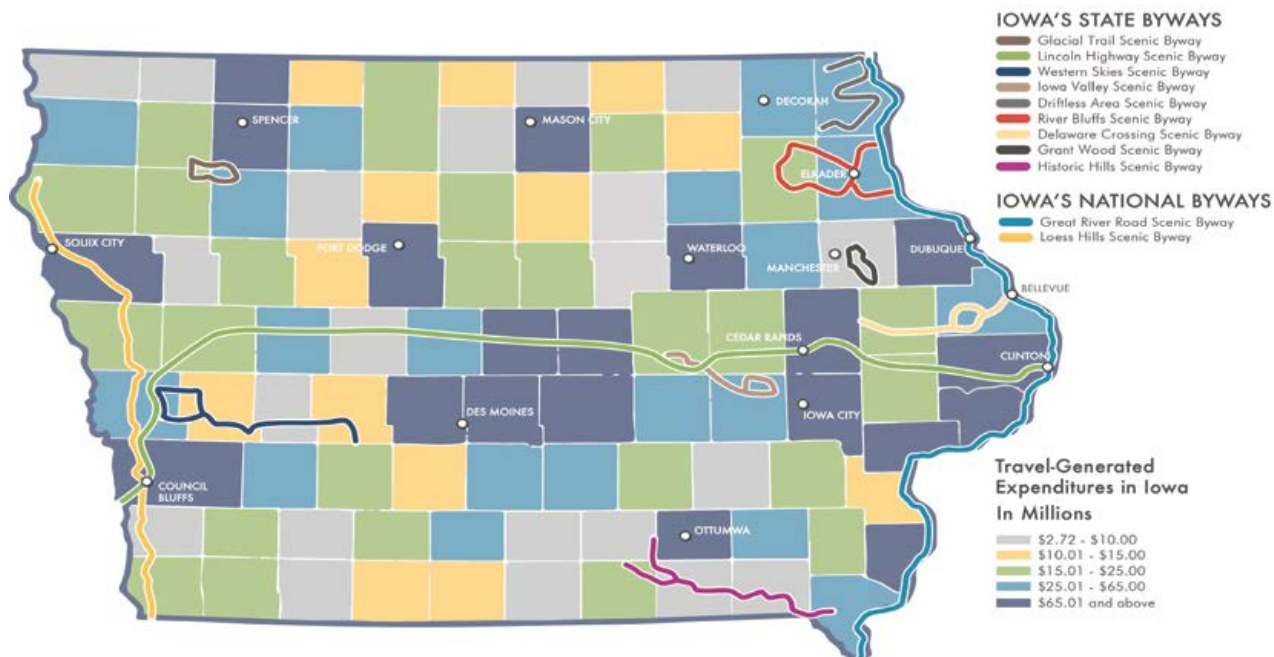 IOWA'S STATE BYWAYS
Glacial Trail Scenic Byway
Lincoln Highway Scenic Byway
Western Skies Scenic Byway
Iowa Valley Scenic Byway
Driftless Area Scenic Byway
River Bluffs Scenic Byway
Delaware Crossing Scenic Byway
Grant Wood Scenic Byway
Historic Hills Scenic Byway
IOWA'S NATIONAL BYWAYS
Great River Road Scenic Byway
Loess Hills Scenic Byway
DECORAH
SPENCER
MASON CITY
ELKADER
SOUIX CITY
FORT DODGE
WATERLOO
MANCHESTER
DUBUQUE
BELLEVUE
CEDAR RAPIDS
CLINTON
DES MOINES
IOWA CITY
COUNCIL
BLUFFS
OTTUMWA
Travel-Generated
Expenditures in Iowa
In Millions
$2.72 - $10.00
$10.01 - $15.00
$15.01 - $25.00
$25.01 - $65.00
$65.01 and above